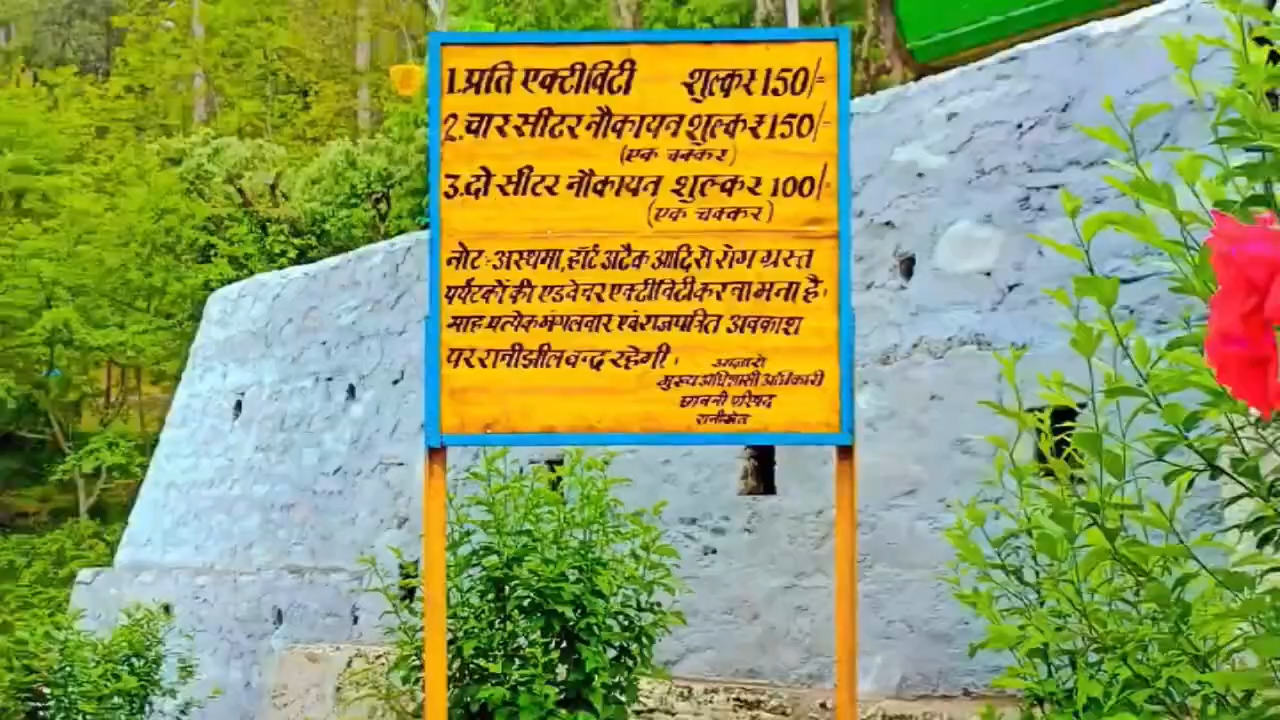 1.प्रति एक्टीविटी शुल्क ₹ 150/=
2.चार सीटर नौकायन शुल्क ₹ 150/=
(एक चक्कर)
3.दो सीटर नौकायन शुल्क ₹ 100/=
(एक चक्कर)
नोट:-अस्थमा, हॉर्ट अटैक आदि से रोग ग्रस्त
पर्यटकों की एडवेन्चर एक्टीविटी करना मना है।
माह प्रत्येक मंगलवार एवं राजपत्रित अवकाश
पर रानीझील बन्द रहेगी।
आज्ञा से
मुख्य अधिशासी अधिकारी
छावनी परिषद
रानीखेत